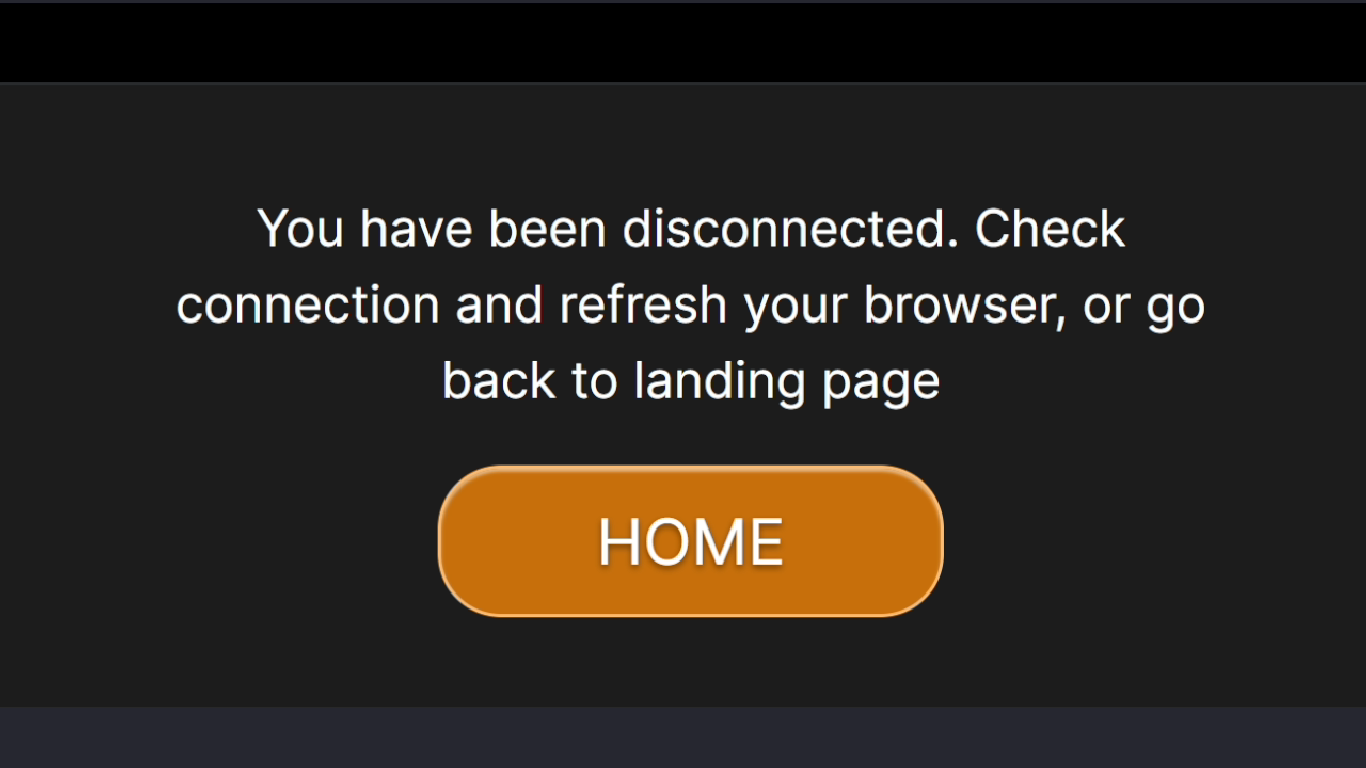 You have been disconnected. Check
connection and refresh your browser, or go
back to landing page
HOME